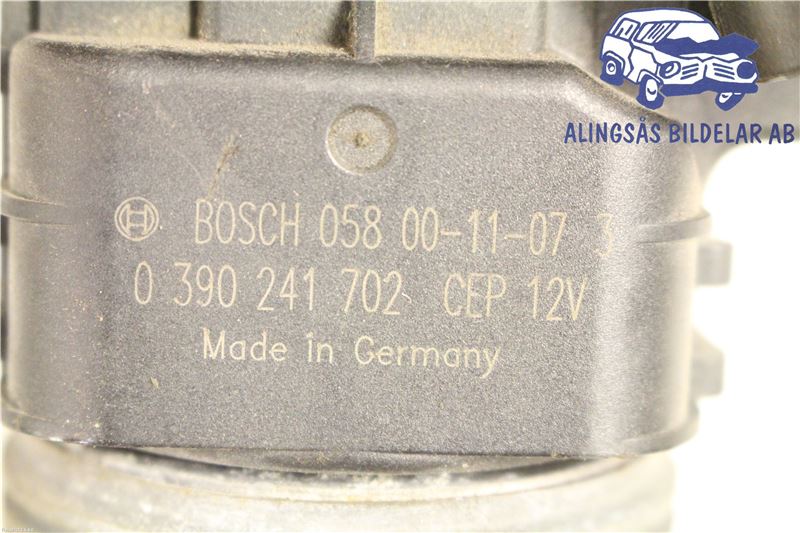 ALINGSÅS BILDELAR AB
BOSCH 058 00-11-07 3
0 390 241 702 CEP 12V
Made in Germany